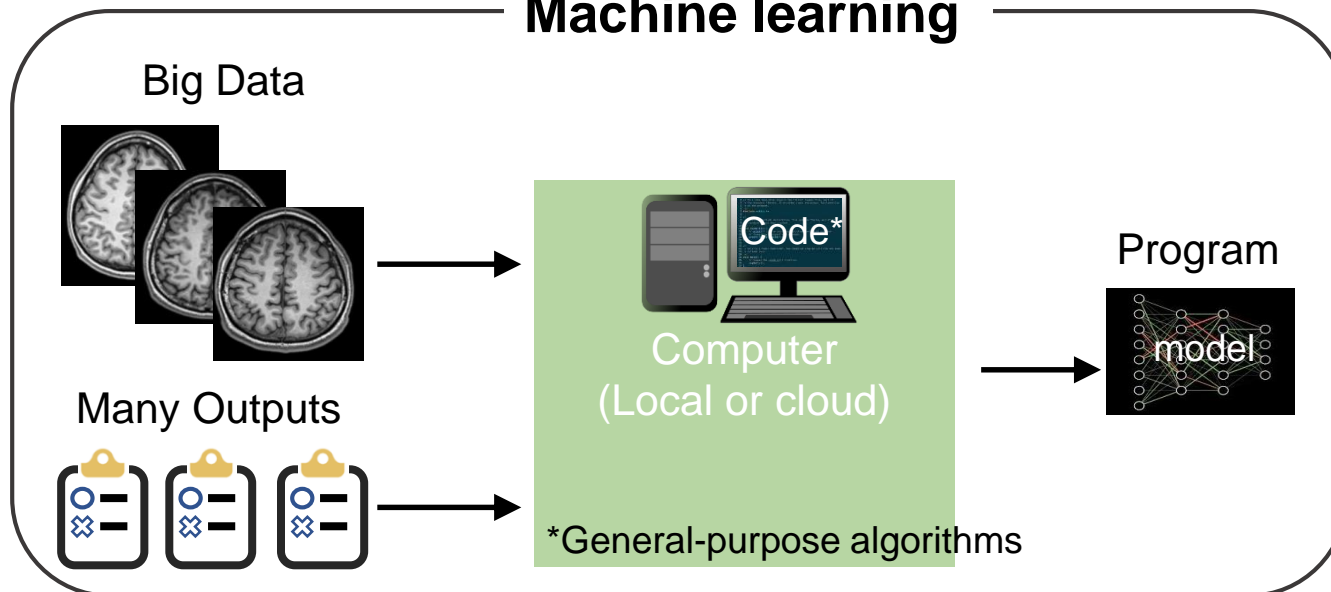 Machine learning
Big Data
Code*
Program
Computer
model
(Local or cloud)
Many Outputs
*General-purpose algorithms